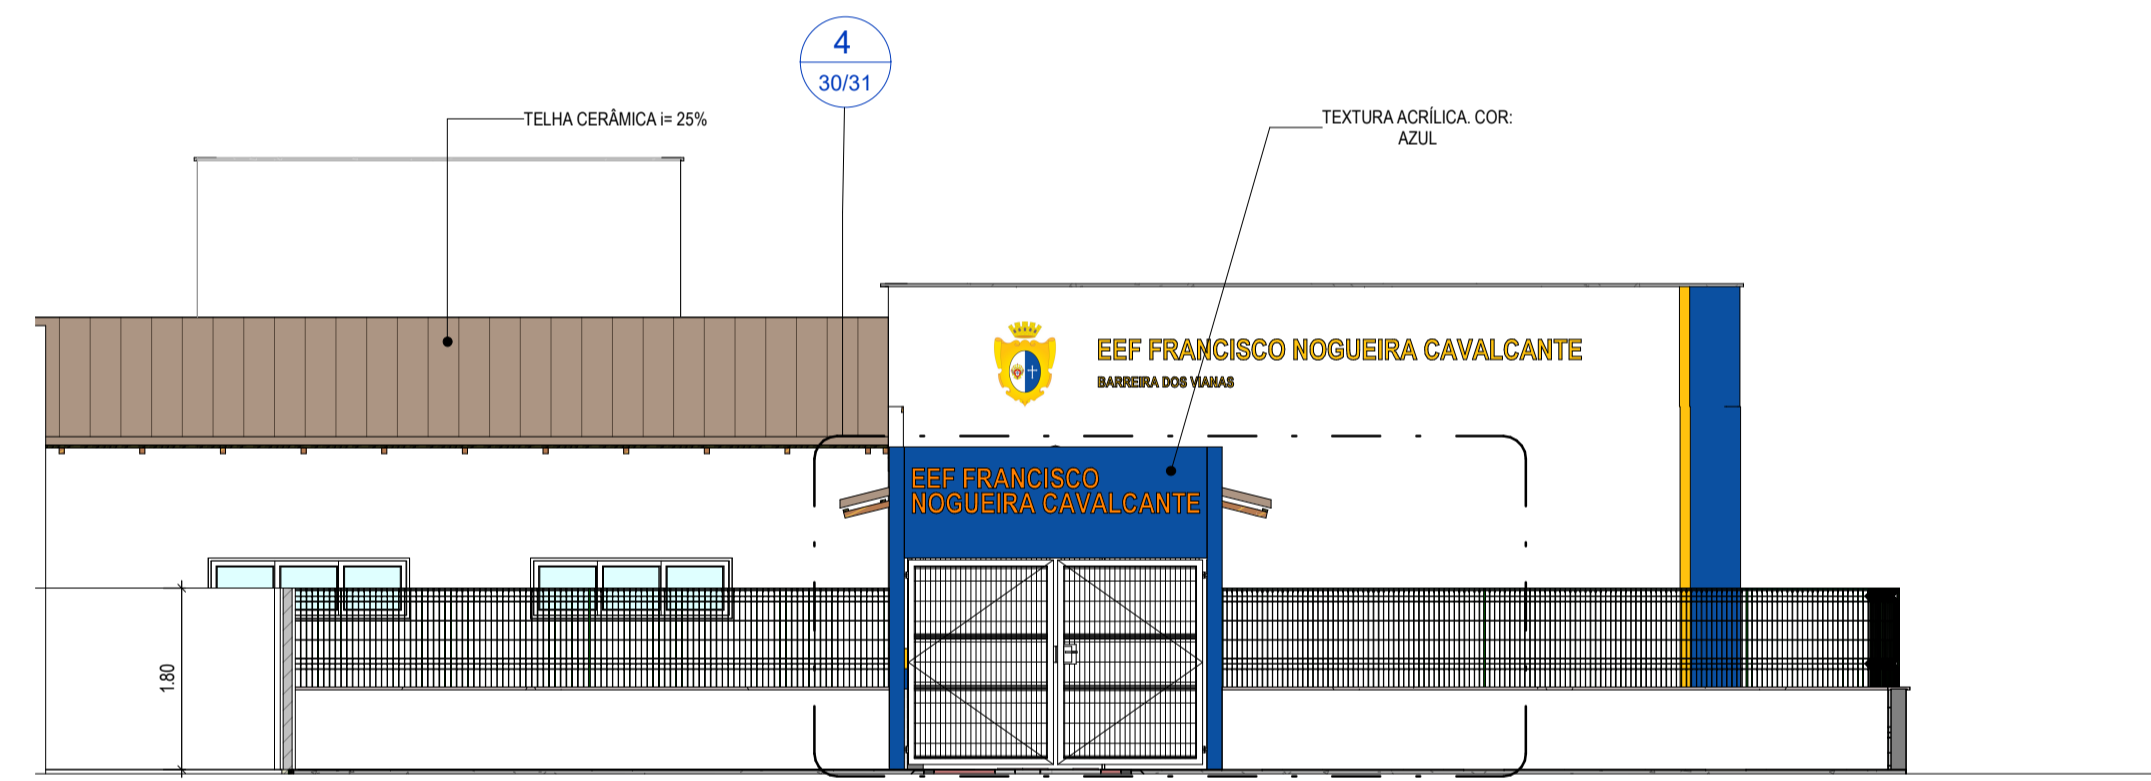 4
30/31
TELHA CERÂMICA i= 25%
TEXTURA ACRÍLICA. COR:
AZUL
EEF FRANCISCO NOGUEIRA CAVALCANTE
BARREIRA DOS VIANAS
EEF FRANCISCO
NOGUEIRA CAVALCANTE
1.80